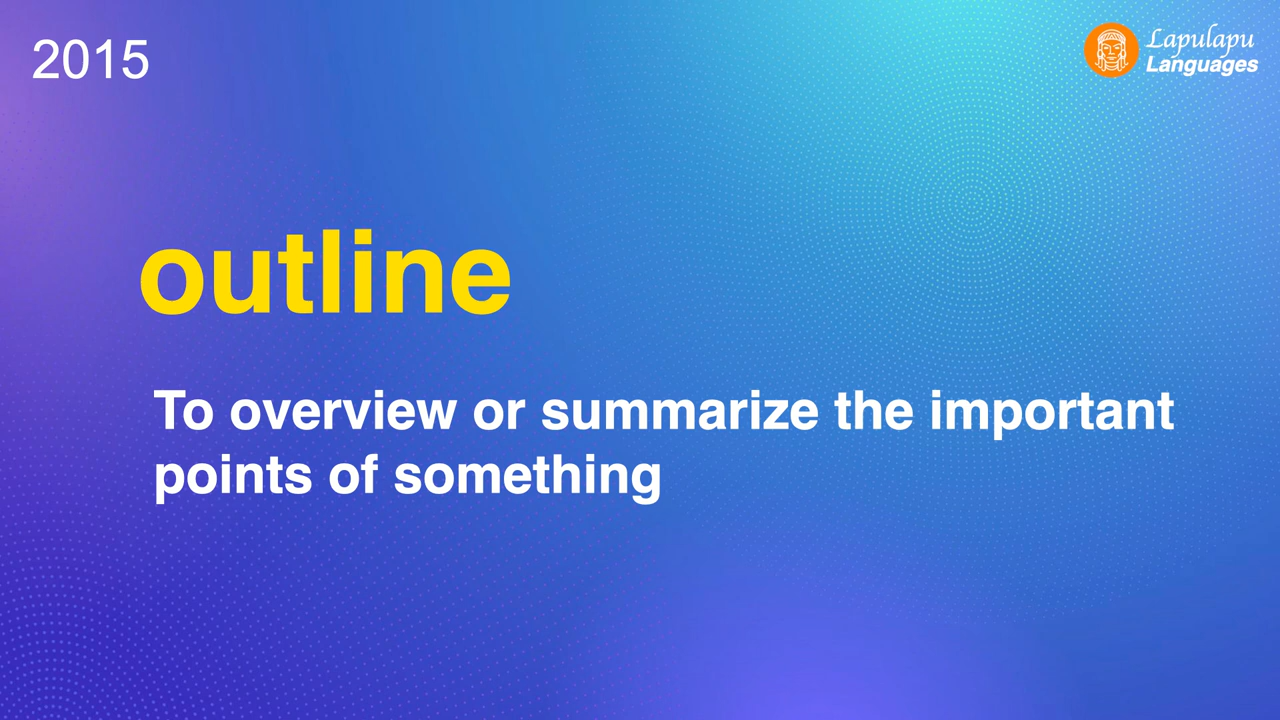 2015
Lapulapu
Languages
outline
To overview or summarize the important
points of something